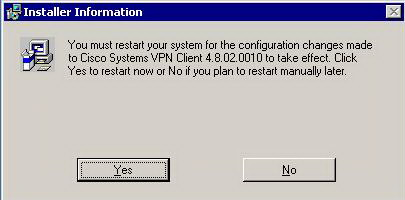 Installer Information
You must restart your system for the configuration changes made
to Cisco Systems VPN Client 4.8.02.0010 to take effect. Click
Yes to restart now or No if you plan to restart manually later.
Yes
No